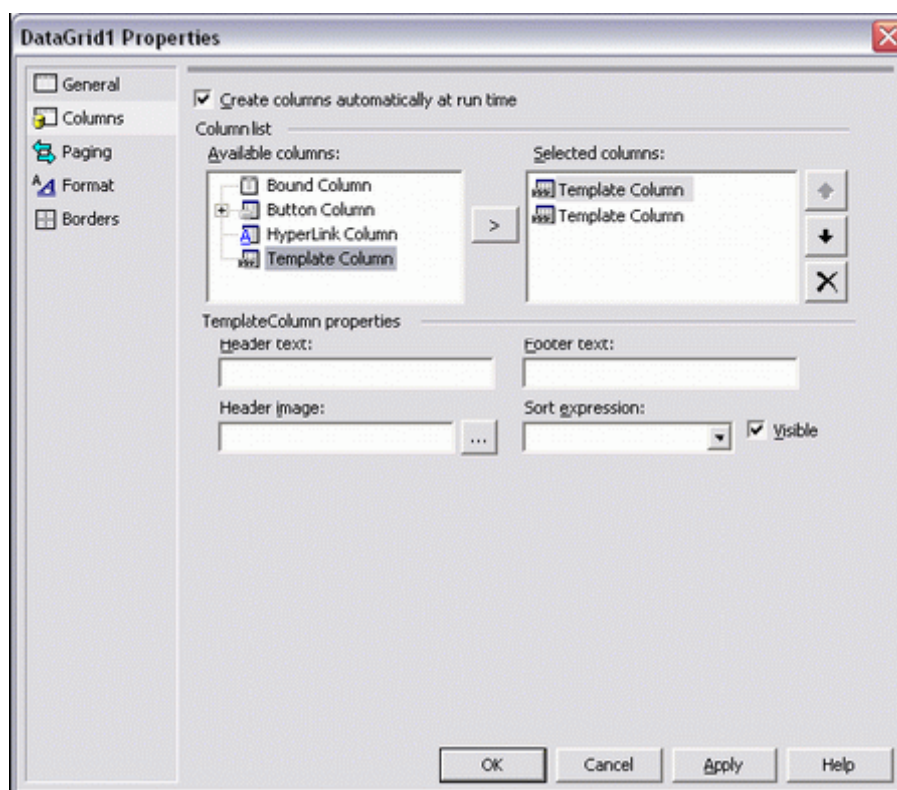 DataGrid1 Properties
General
Columns
Paging
Format
Borders
Create columns automatically at run time
Column list
Available columns:
Bound Column
Button Column
HyperLink Column
Template Column
>
Selected columns:
Template Column
Template Column
TemplateColumn properties
Header text:
Footer text:
Header image:
...
Sort expression:
Visible
OK
Cancel
Apply
Help